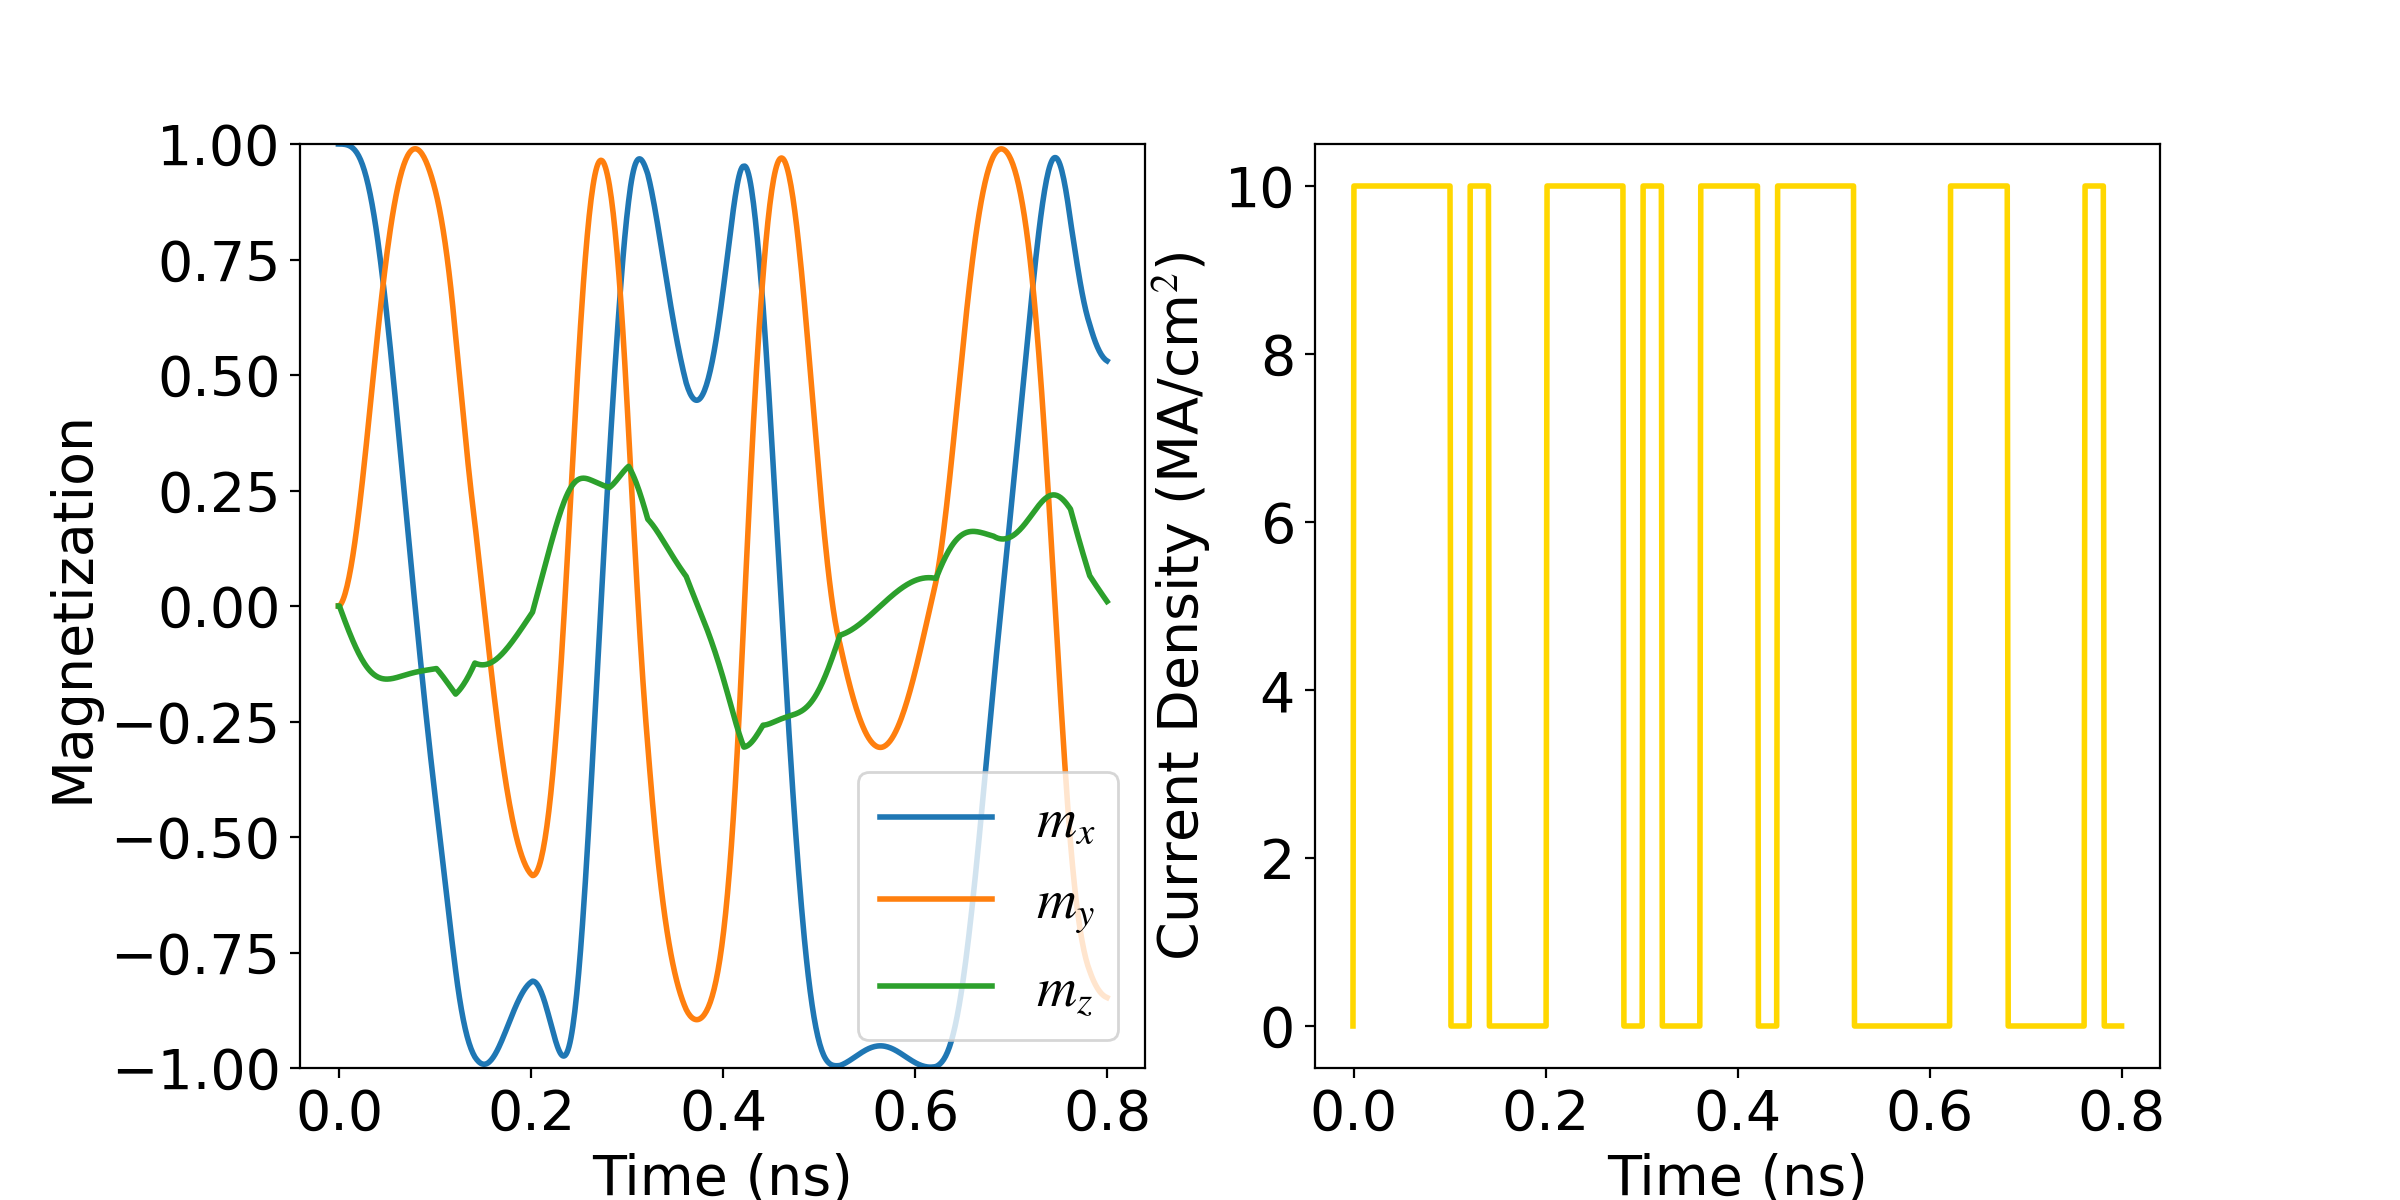 Magnetization
1.00
0.75
0.50
0.25
0.00
−0.25
−0.50
−0.75
−1.00
0.0 0.2 0.4 0.6 0.8
Time (ns)
m_x
m_y
m_z
Current Density (MA/cm²)
10
8
6
4
2
0
0.0 0.2 0.4 0.6 0.8
Time (ns)